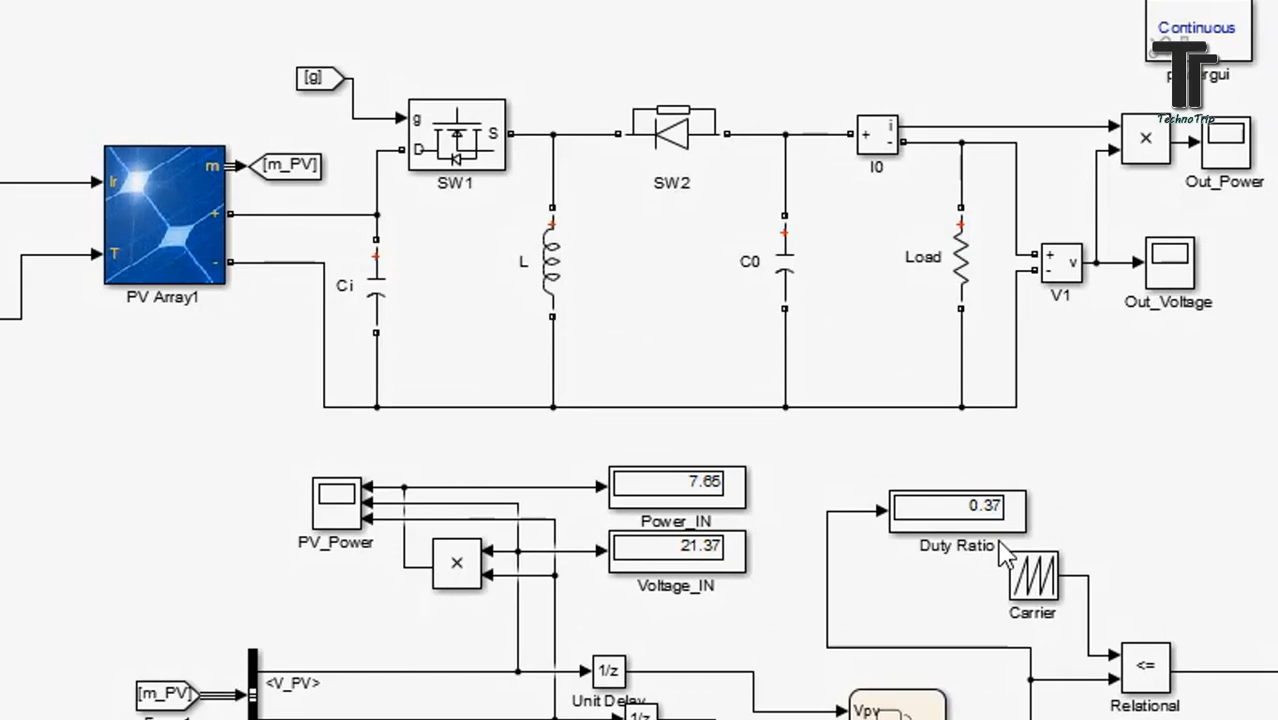 Continuous
powergui
TechnoTrip
[g]
g
D
S
SW1
SW2
+
i
-
I0
×
Out_Power
Ir
T
m
+
-
[m_PV]
PV Array1
+
Ci
+
L
+
C0
+
Load
+
-
v
V1
Out_Voltage
PV_Power
7.65
Power_IN
×
21.37
Voltage_IN
0.37
Duty Ratio
Carrier
<=
Relational
[m_PV]
<V_PV>
1/z
Unit Delay
1/z
Vpv